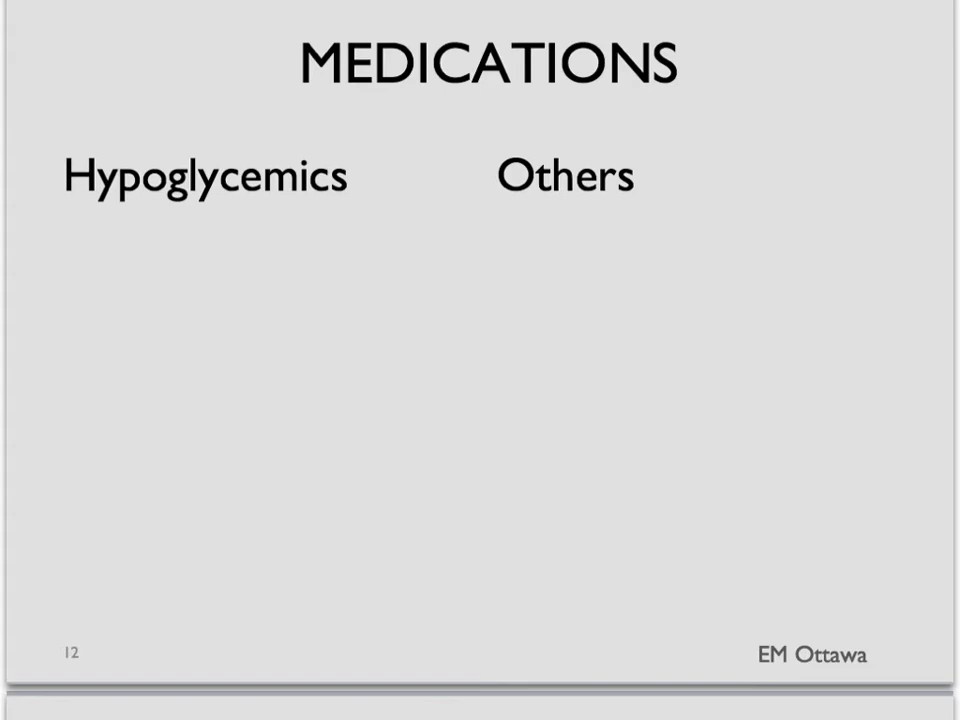 MEDICATIONS
Hypoglycemics
Others
12
EM Ottawa